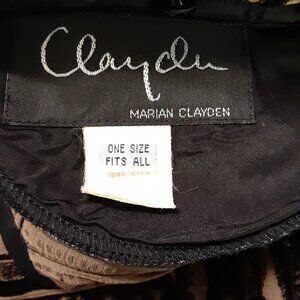 Clayden
MARIAN CLAYDEN
ONE SIZE
FITS ALL